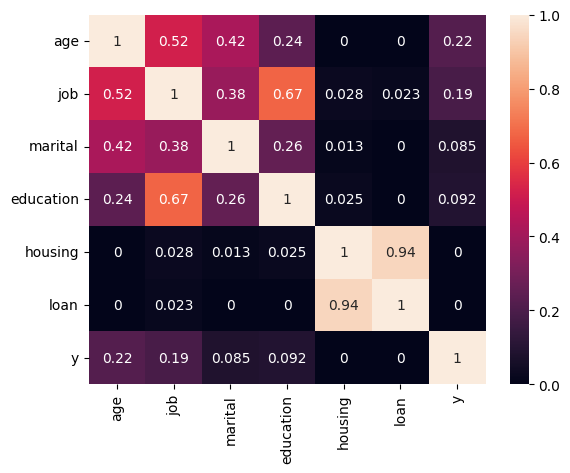 age 1 0.52 0.42 0.24 0 0 0.22
job 0.52 1 0.38 0.67 0.028 0.023 0.19
marital 0.42 0.38 1 0.26 0.013 0 0.085
education 0.24 0.67 0.26 1 0.025 0 0.092
housing 0 0.028 0.013 0.025 1 0.94 0
loan 0 0.023 0 0 0.94 1 0
y 0.22 0.19 0.085 0.092 0 0 1
age job marital education housing loan y
1.0
0.8
0.6
0.4
0.2
0.0